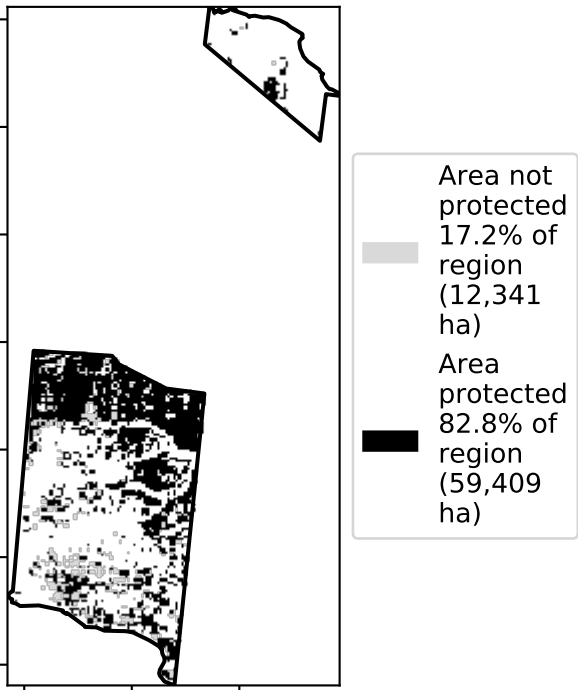 Area not
protected
17.2% of
region
(12,341
ha)
Area
protected
82.8% of
region
(59,409
ha)